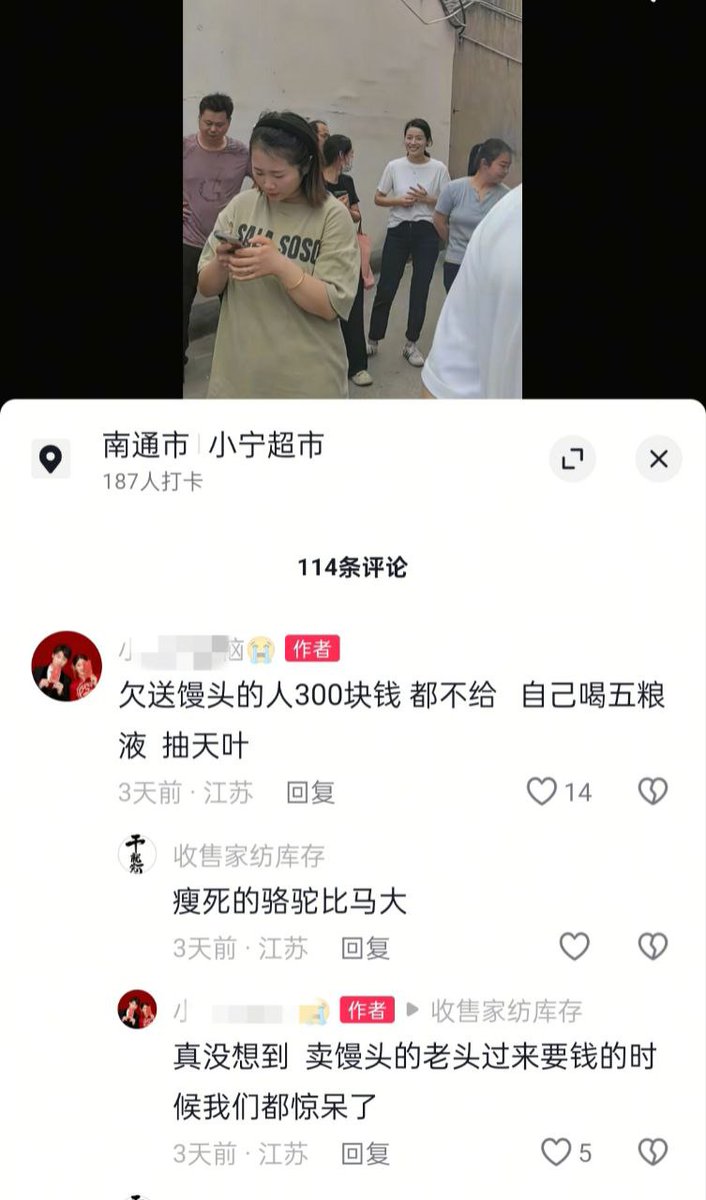 SALA SOSO
南通市 小宁超市
187人打卡
114条评论
小 脑😭 作者
欠送馒头的人300块钱 都不给 自己喝五粮
液 抽天叶
3天前 · 江苏 回复 14
收售家纺库存
瘦死的骆驼比马大
3天前 · 江苏 回复
作者 ▶ 收售家纺库存
真没想到 卖馒头的老头过来要钱的时
候我们都惊呆了
3天前 · 江苏 回复 5